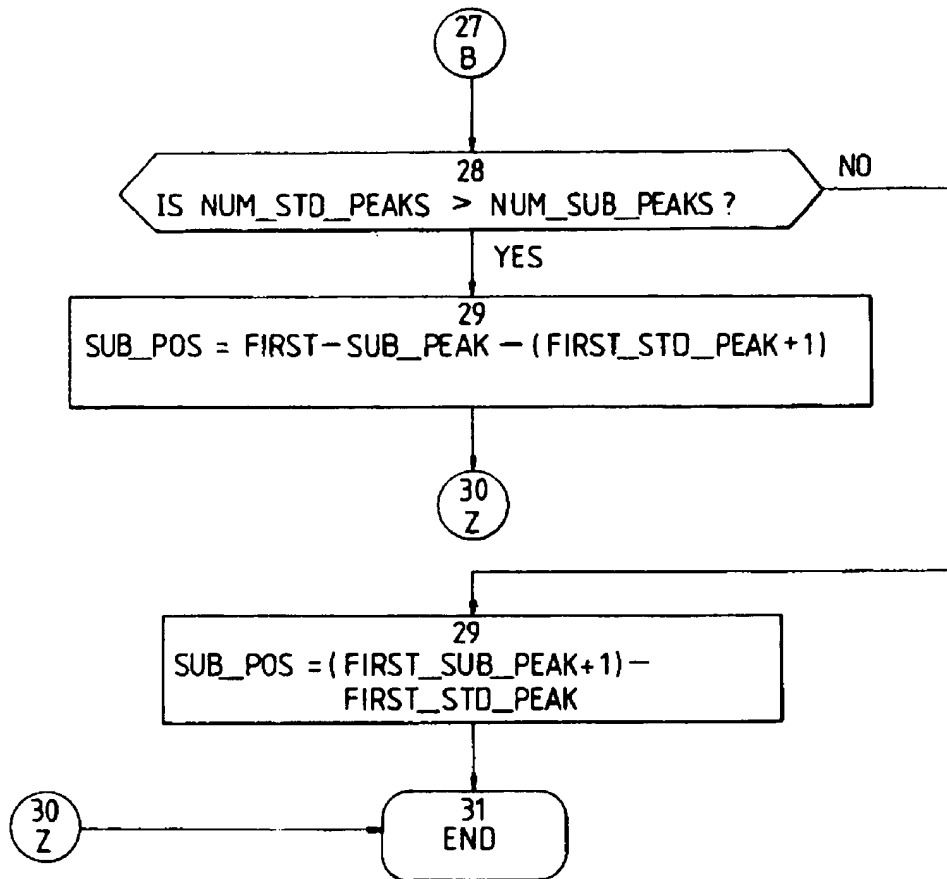 27
B
28
NO
IS NUM_STD_PEAKS > NUM_SUB_PEAKS?
YES
29
SUB_POS = FIRST-SUB_PEAK-(FIRST_STD_PEAK+1)
30
Z
29
SUB_POS =(FIRST_SUB_PEAK+1)-
FIRST_STD_PEAK
30
Z
31
END